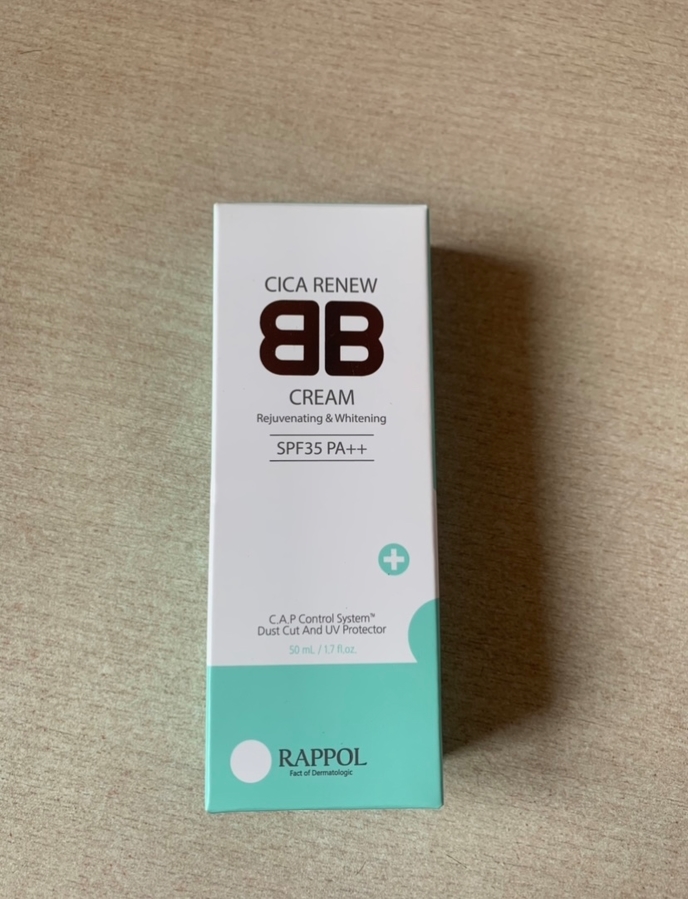 CICA RENEW
BB
CREAM
Rejuvenating & Whitening
SPF35 PA++
C.A.P Control System™
Dust Cut And UV Protector
50 mL / 1.7 fl.oz.
RAPPOL
Fact of Dermatologic